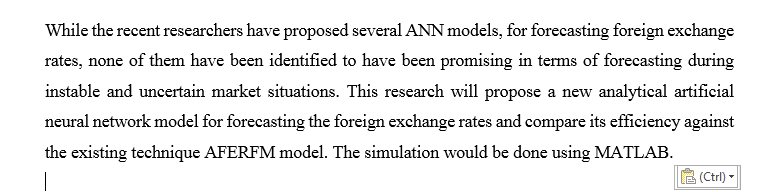 While the recent researchers have proposed several ANN models, for forecasting foreign exchange
rates, none of them have been identified to have been promising in terms of forecasting during
instable and uncertain market situations. This research will propose a new analytical artificial
neural network model for forecasting the foreign exchange rates and compare its efficiency against
the existing technique AFERFM model. The simulation would be done using MATLAB.
(Ctrl)